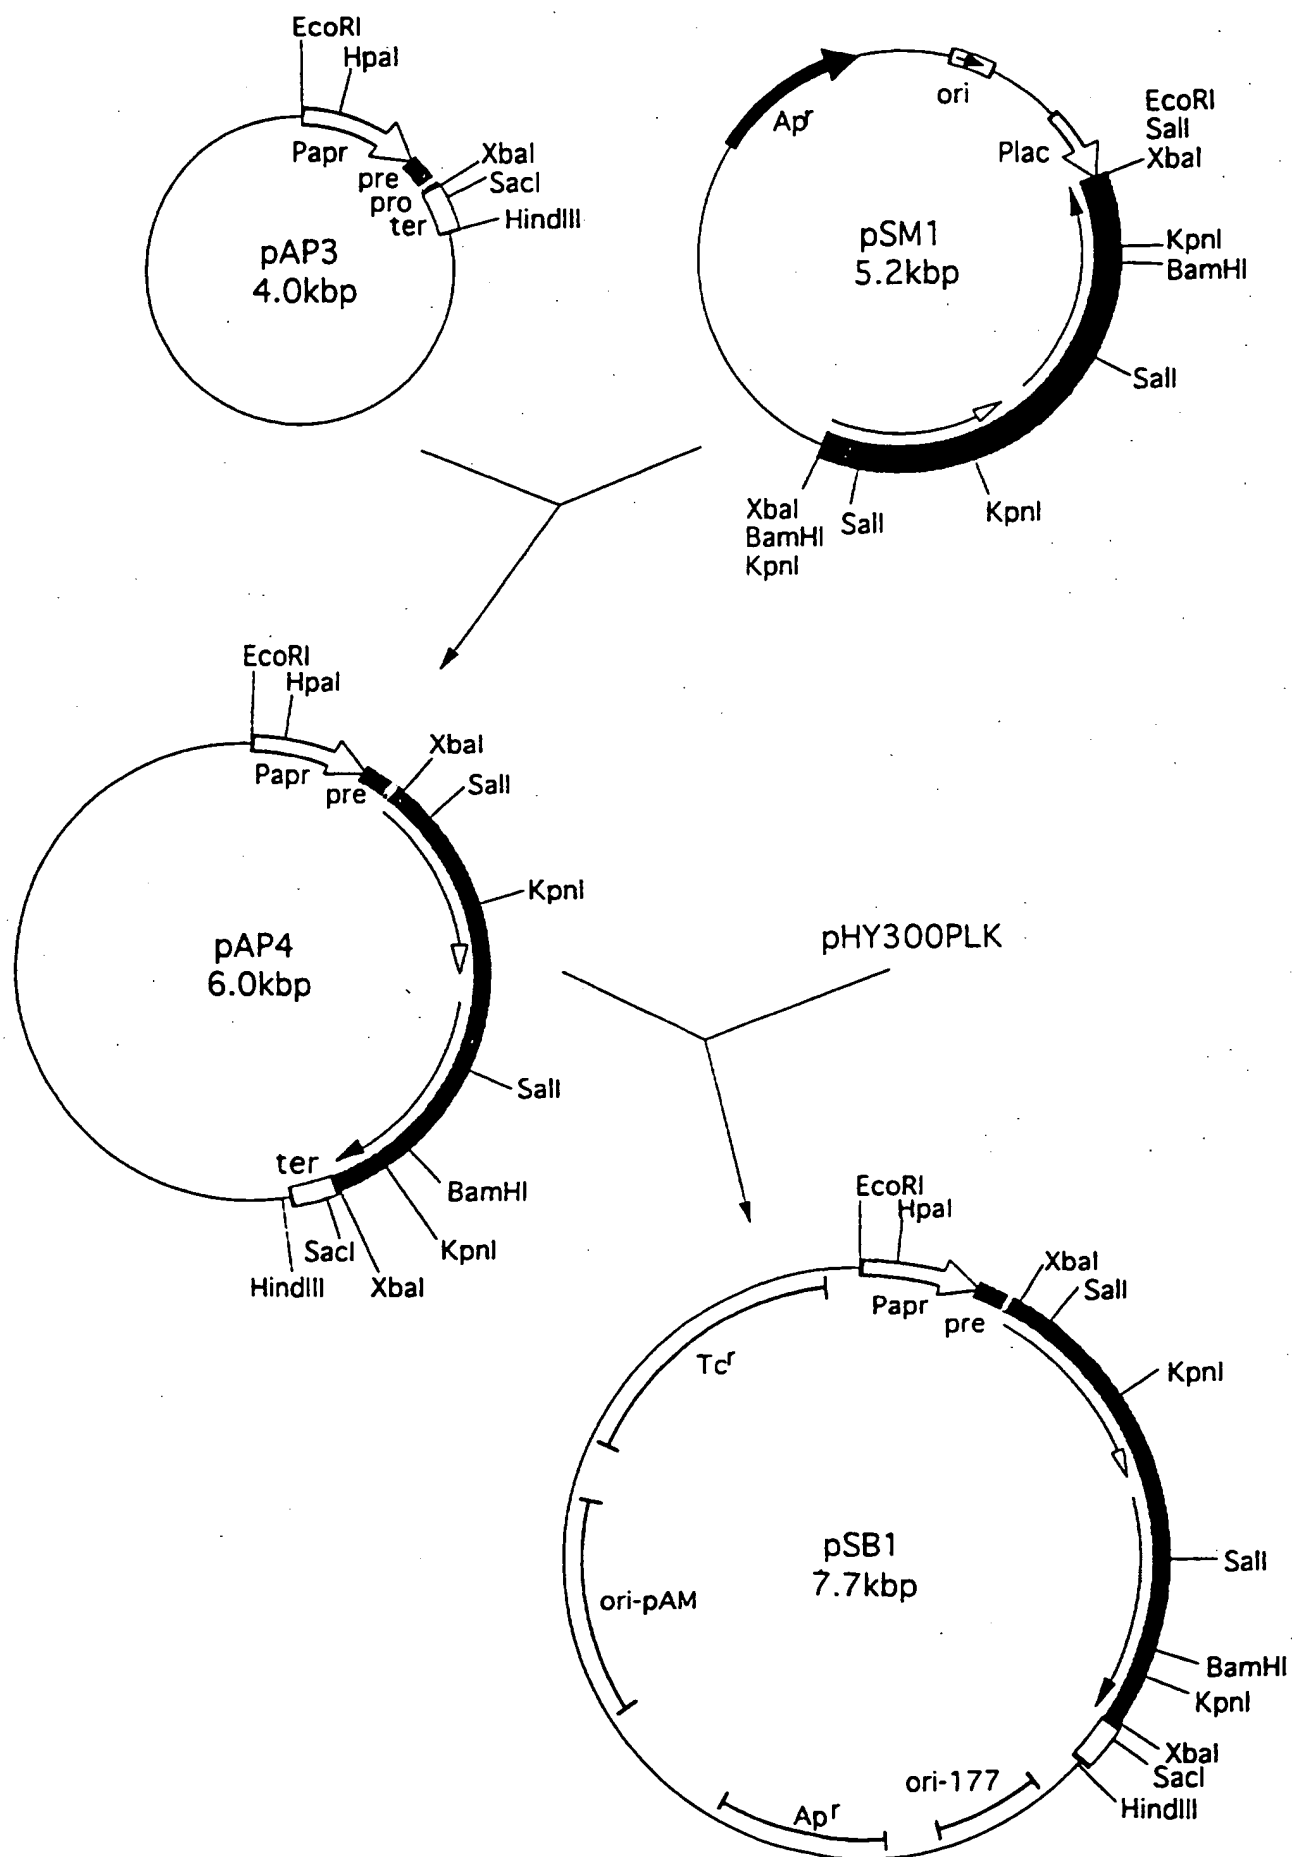 EcoRI
HpaI
Papr
pre
pro
ter
XbaI
SacI
HindIII
pAP3
4.0kbp
Apr
ori
Plac
EcoRI
SalI
XbaI
KpnI
BamHI
SalI
KpnI
SalI
XbaI
BamHI
KpnI
pSM1
5.2kbp
EcoRI
HpaI
Papr
pre
XbaI
SalI
KpnI
SalI
BamHI
KpnI
XbaI
SacI
HindIII
ter
pAP4
6.0kbp
pHY300PLK
EcoRI
HpaI
Papr
pre
XbaI
SalI
KpnI
SalI
BamHI
KpnI
XbaI
SacI
HindIII
ori-177
Apr
ori-pAM
Tcr
pSB1
7.7kbp